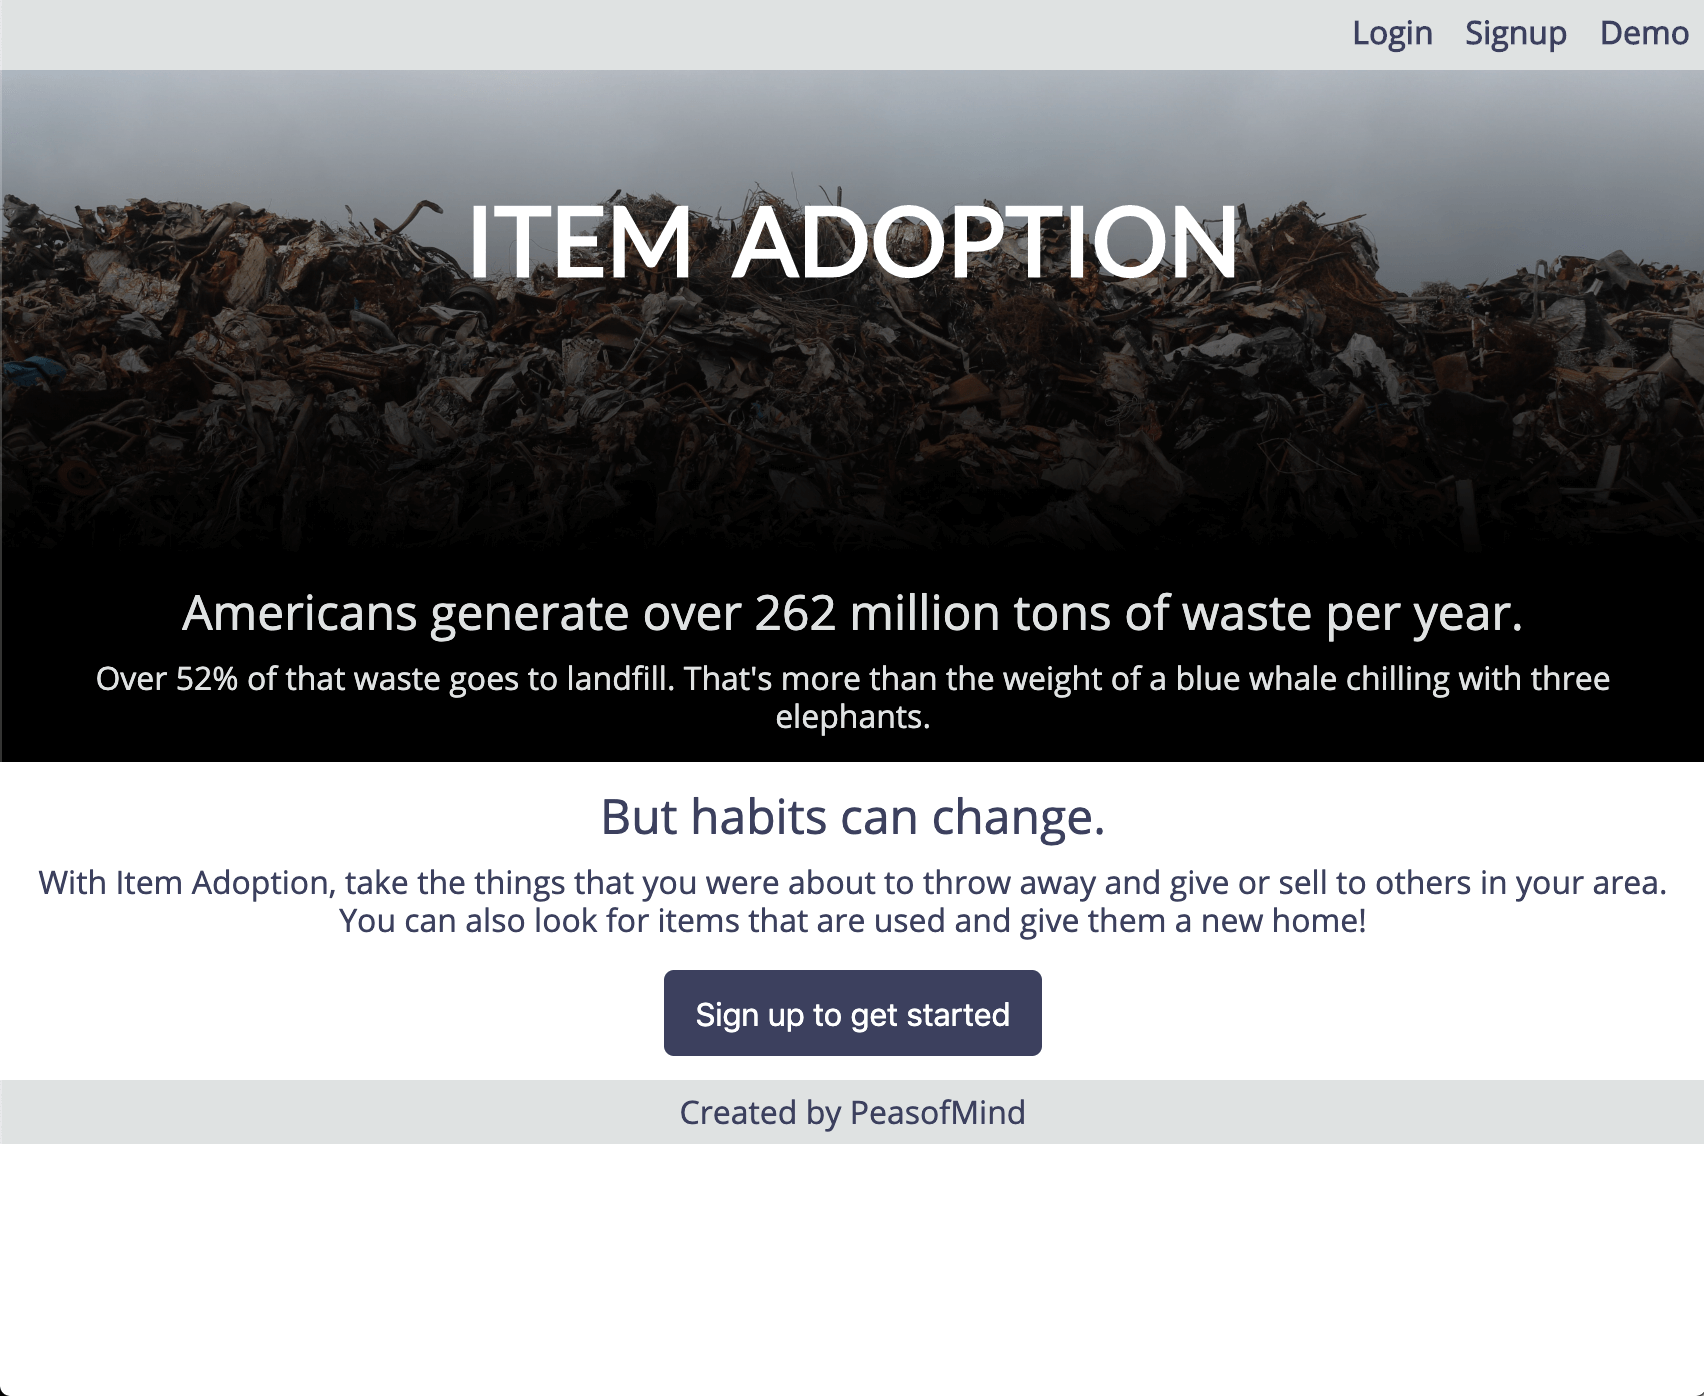 Login Signup Demo
ITEM ADOPTION
Americans generate over 262 million tons of waste per year.
Over 52% of that waste goes to landfill. That's more than the weight of a blue whale chilling with three
elephants.
But habits can change.
With Item Adoption, take the things that you were about to throw away and give or sell to others in your area.
You can also look for items that are used and give them a new home!
Sign up to get started
Created by PeasofMind